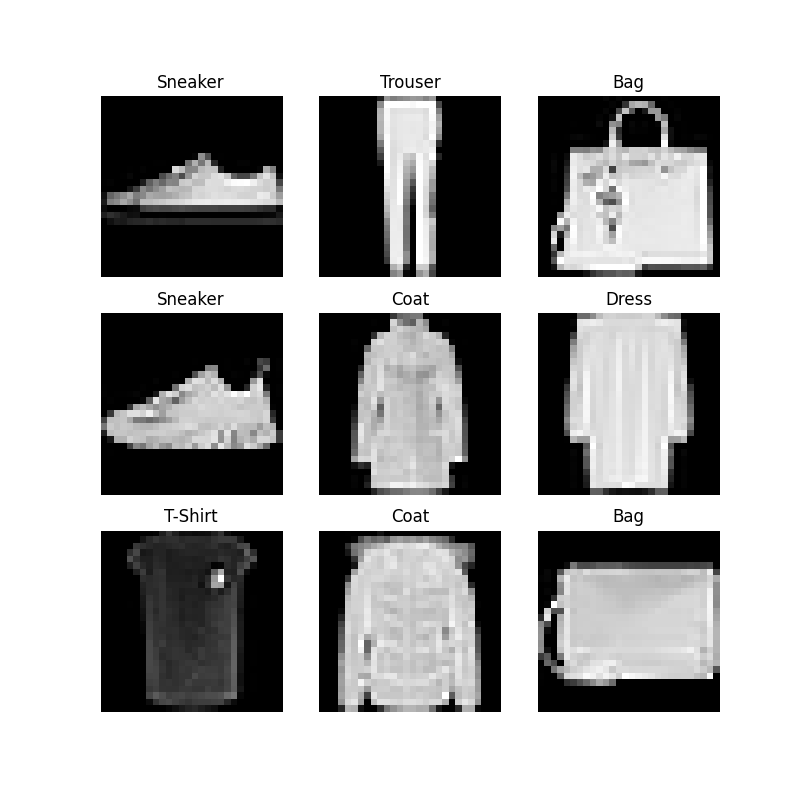 Sneaker
Trouser
Bag
Sneaker
Coat
Dress
T-Shirt
Coat
Bag